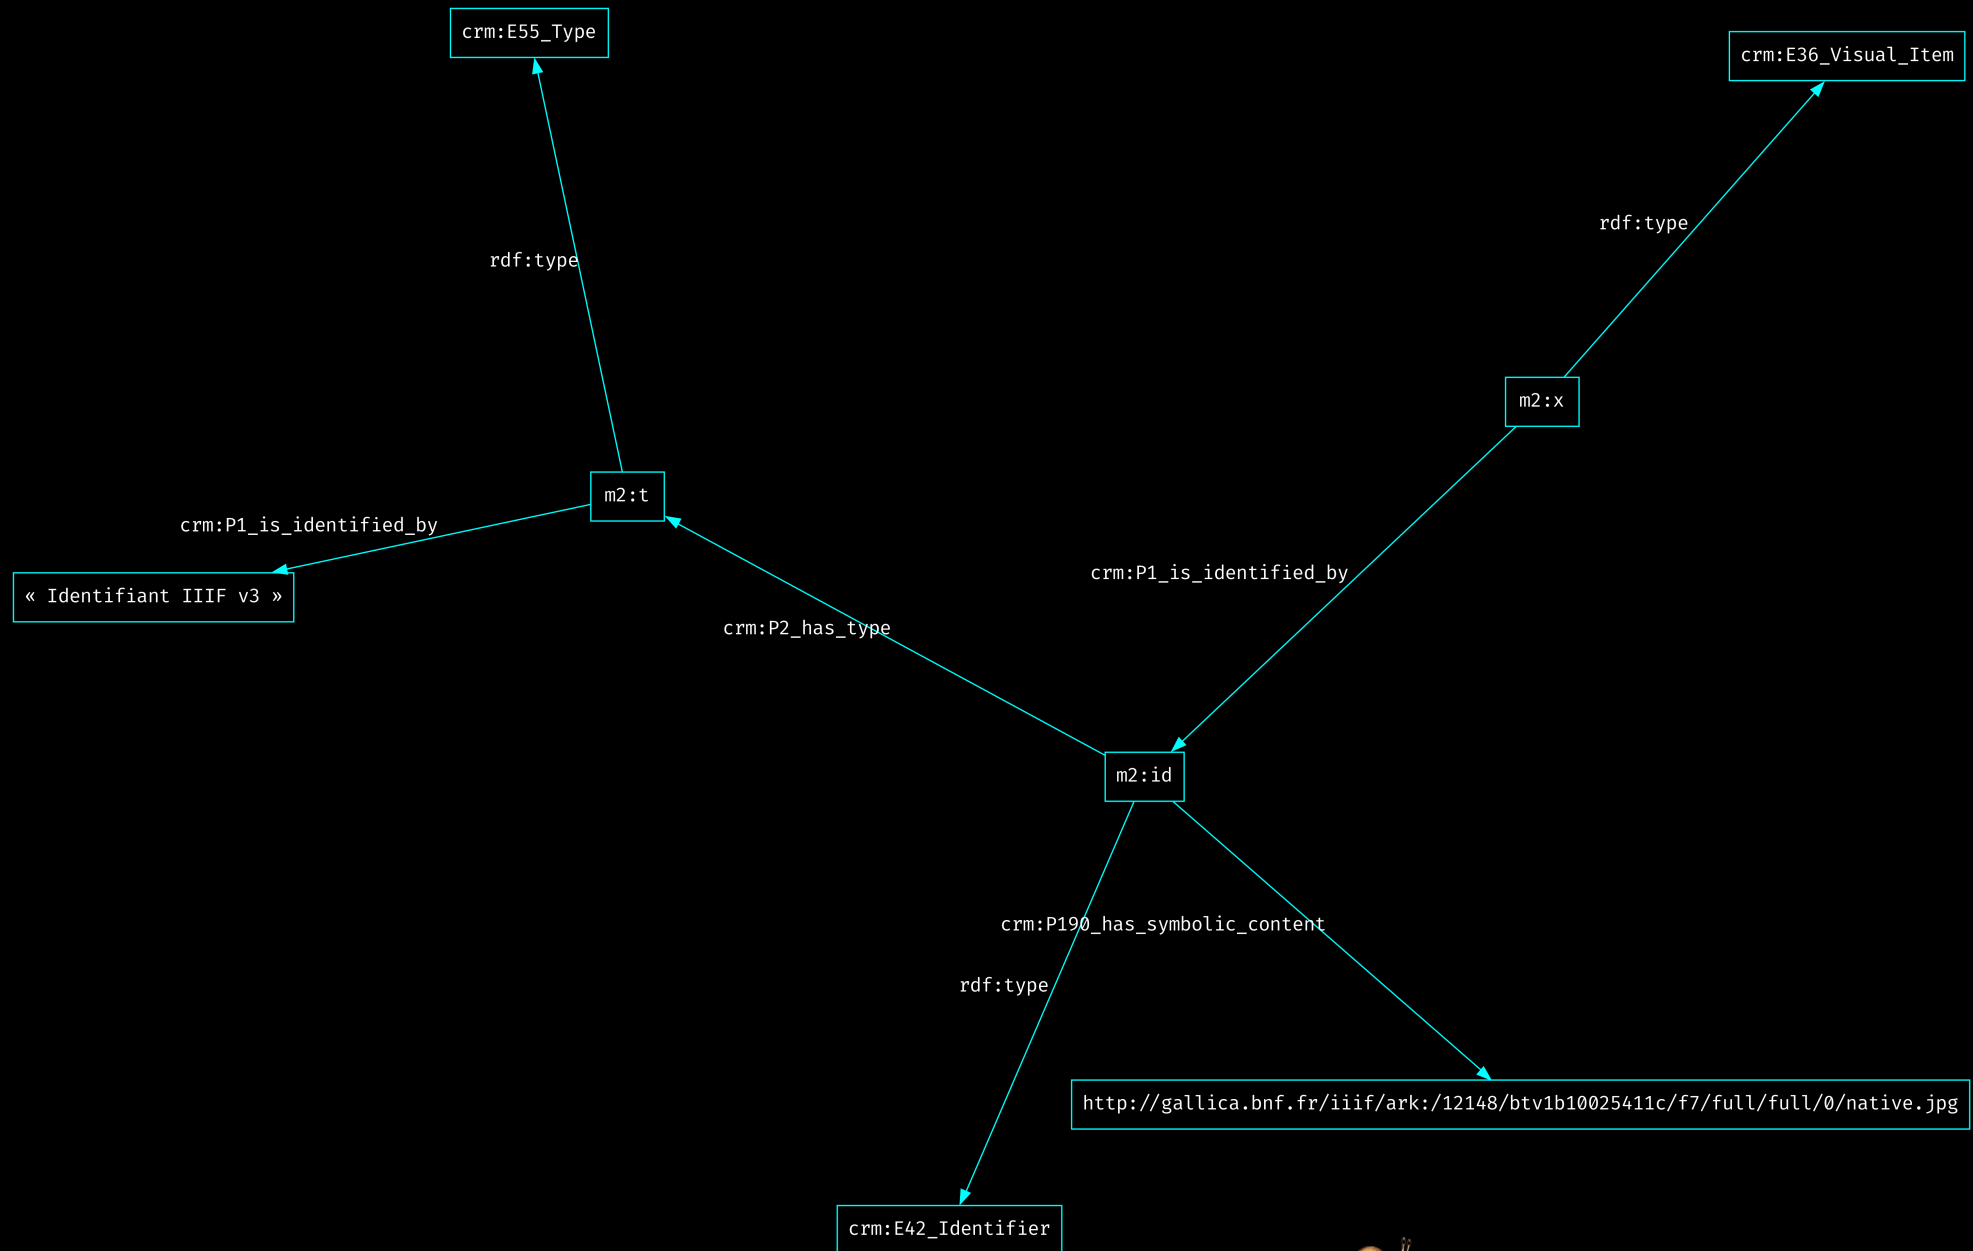 crm:E55_Type
crm:E36_Visual_Item
rdf:type
rdf:type
m2:x
m2:t
crm:P1_is_identified_by
crm:P1_is_identified_by
« Identifiant IIIF v3 »
crm:P2_has_type
m2:id
crm:P190_has_symbolic_content
rdf:type
http://gallica.bnf.fr/iiif/ark:/12148/btv1b10025411c/f7/full/full/0/native.jpg
crm:E42_Identifier